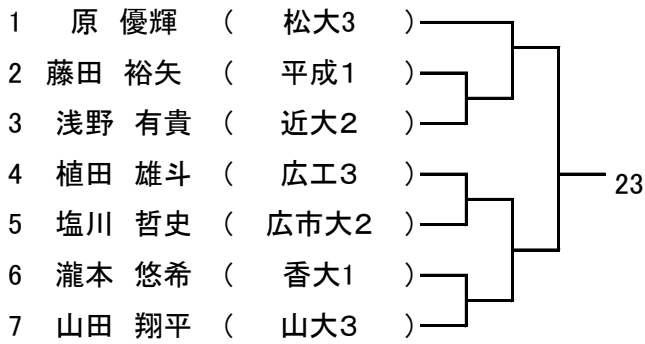 1 原 優輝 ( 松大3 )
2 藤田 裕矢 ( 平成1 )
3 浅野 有貴 ( 近大2 )
4 植田 雄斗 ( 広工3 )
23
5 塩川 哲史 ( 広市大2 )
6 瀧本 悠希 ( 香大1 )
7 山田 翔平 ( 山大3 )